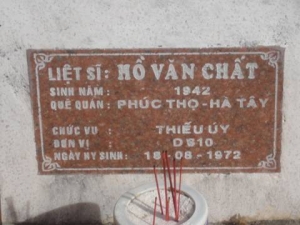 LIỆT SĨ: HỒ VĂN CHẤT
SINH NĂM: 1942
QUÊ QUÁN: PHÚC THỌ - HÀ TÂY
CHỨC VỤ : THIẾU ÚY
ĐƠN VỊ : D810
NGÀY HY SINH: 18-08-1972